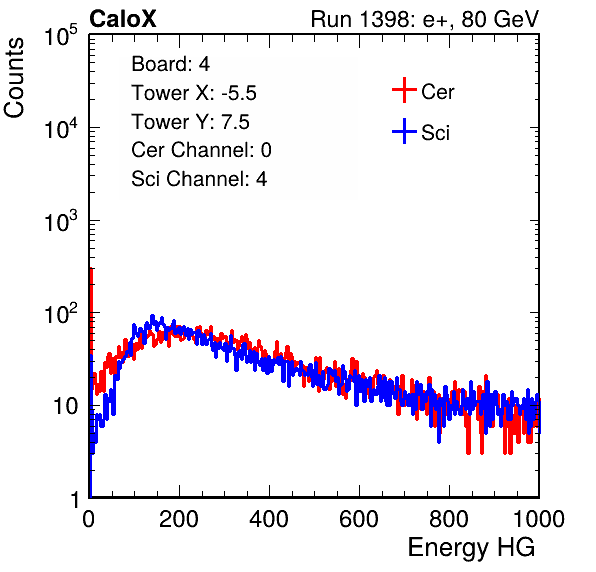 CaloX Run 1398: e+, 80 GeV
Counts
Board: 4
Tower X: -5.5
Tower Y: 7.5
Cer Channel: 0
Sci Channel: 4
Cer
Sci
10^5
10^4
10^3
10^2
10
1
0 200 400 600 800 1000
Energy HG